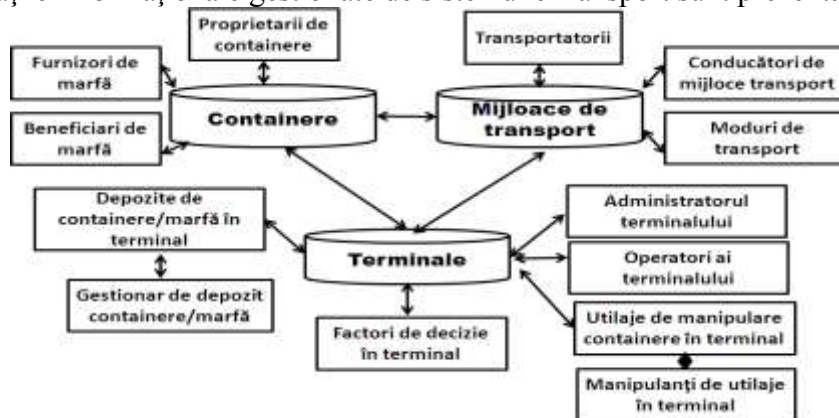 Proprietarii de
containere
Transportatorii
Furnizori de
marfă
Conducători de
mijloce transport
Containere
Mijloace de
transport
Beneficiari de
marfă
Moduri de
transport
Depozite de
containere/marfă în
terminal
Administratorul
terminalului
Terminale
Operatori ai
terminalului
Gestionar de depozit
containere/marfă
Factori de decizie
în terminal
Utilaje de manipulare
containere în terminal
Manipulanţi de utilaje
în terminal